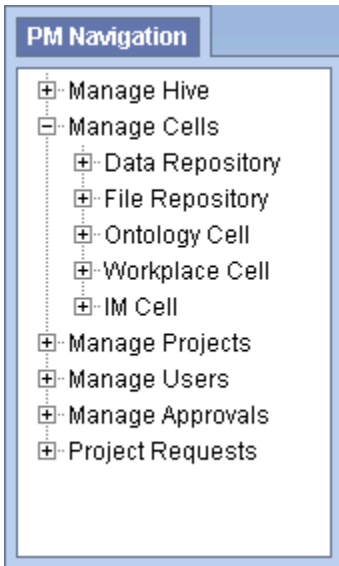 PM Navigation
Manage Hive
Manage Cells
Data Repository
File Repository
Ontology Cell
Workplace Cell
IM Cell
Manage Projects
Manage Users
Manage Approvals
Project Requests